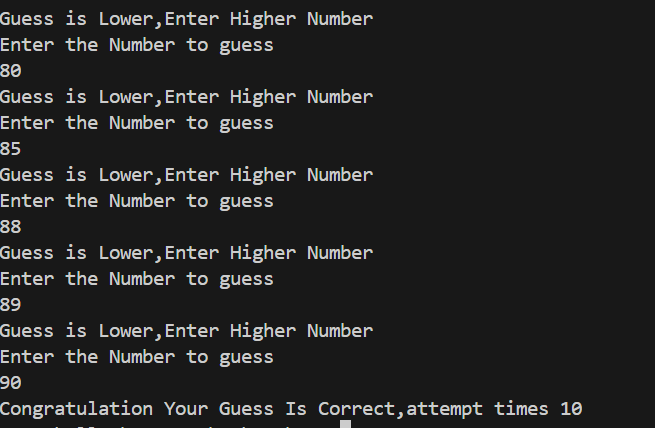 Guess is Lower,Enter Higher Number
Enter the Number to guess
80
Guess is Lower,Enter Higher Number
Enter the Number to guess
85
Guess is Lower,Enter Higher Number
Enter the Number to guess
88
Guess is Lower,Enter Higher Number
Enter the Number to guess
89
Guess is Lower,Enter Higher Number
Enter the Number to guess
90
Congratulation Your Guess Is Correct,attempt times 10